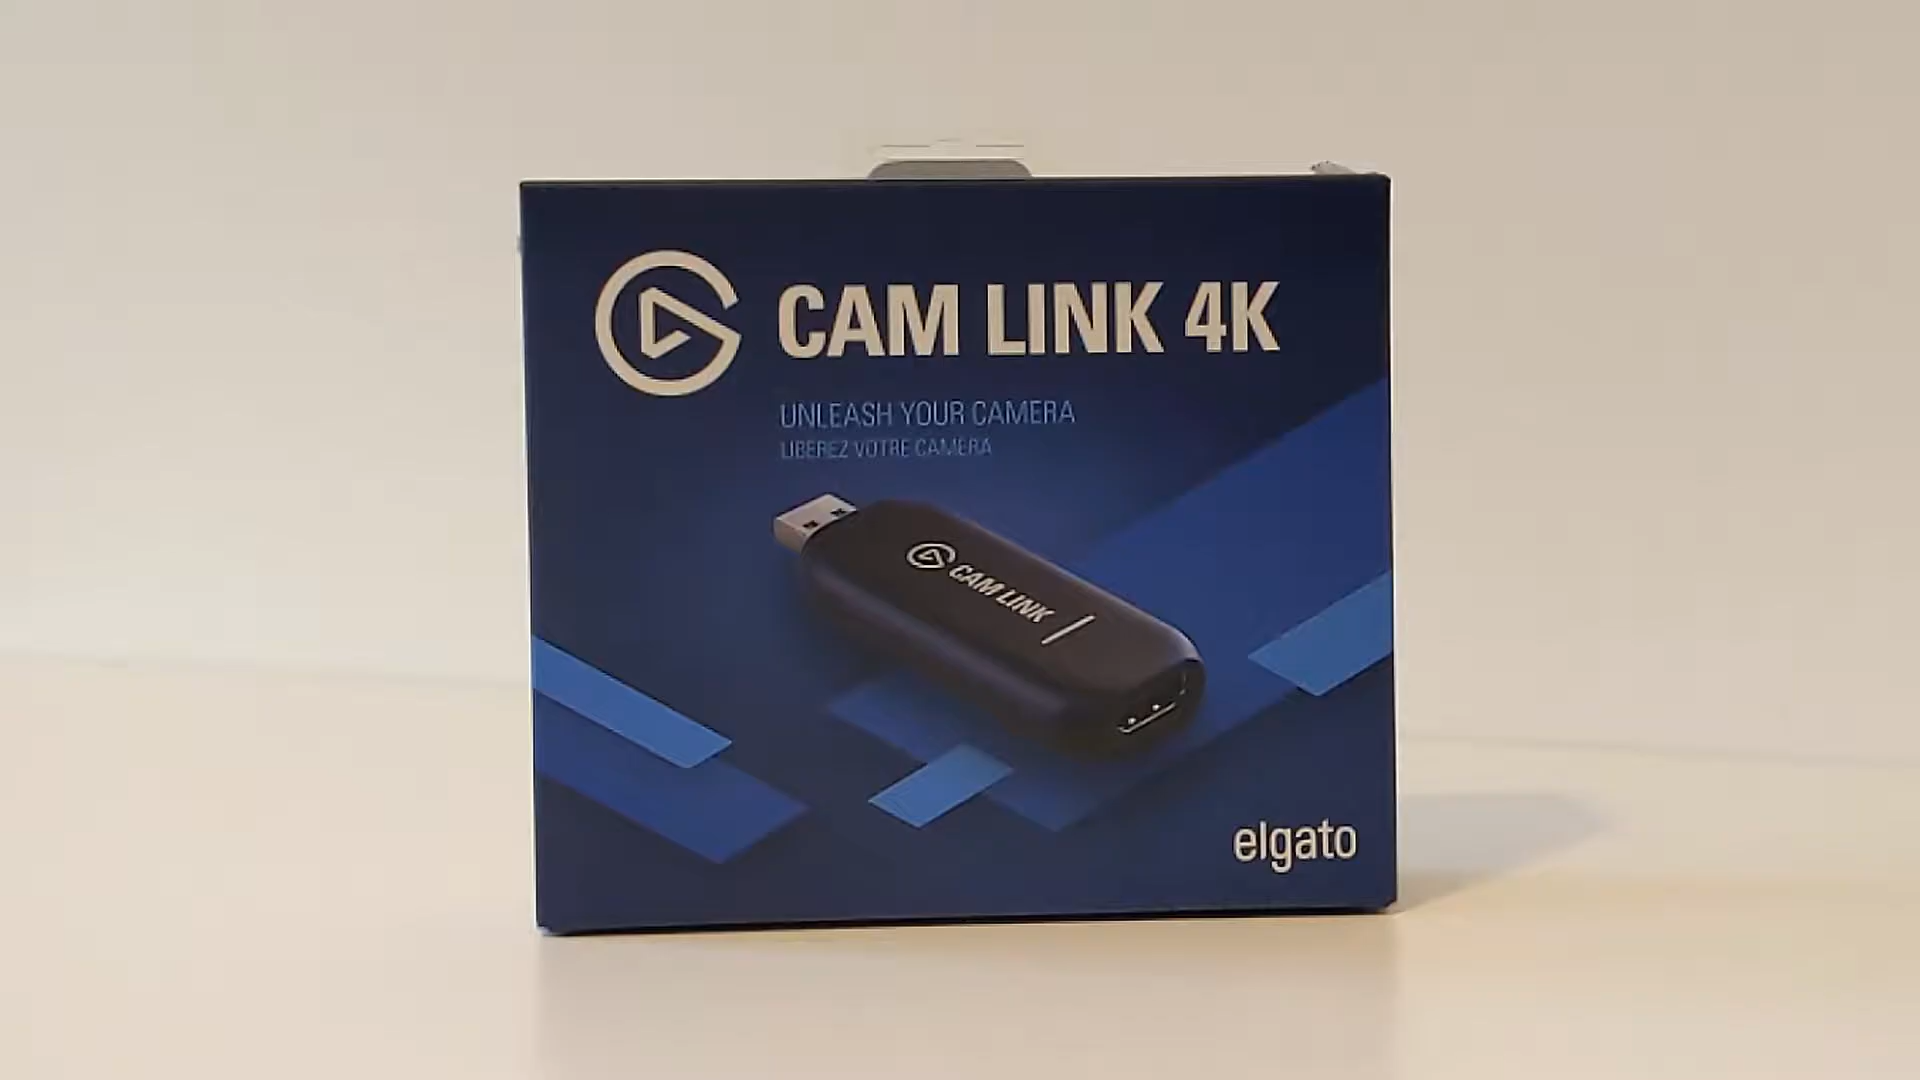 CAM LINK 4K
UNLEASH YOUR CAMERA
LIBEREZ VOTRE CAMERA
CAM LINK
elgato